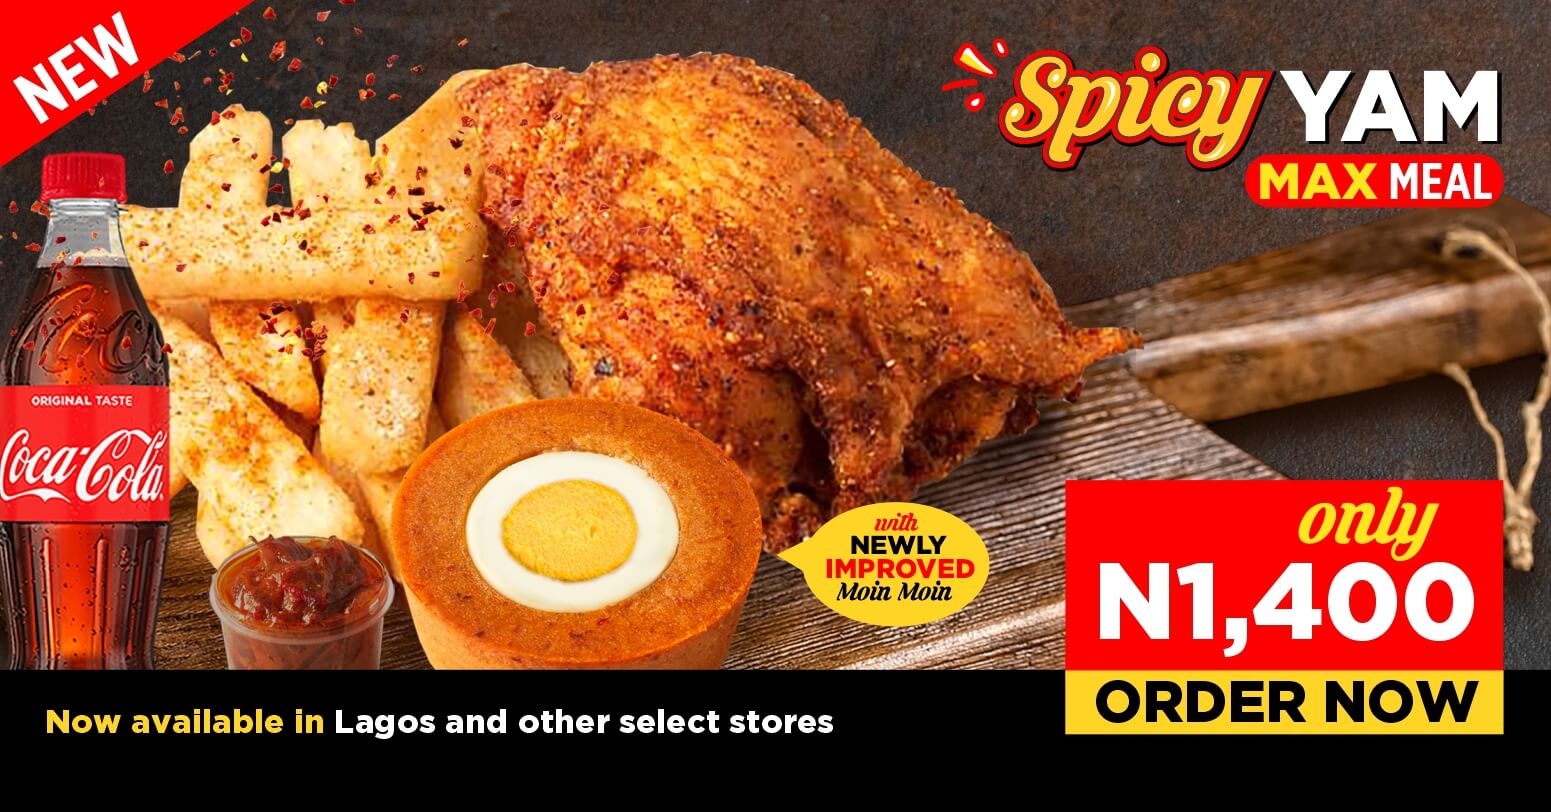 NEW
Spicy YAM
MAX MEAL
ORIGINAL TASTE
Coca-Cola
with
NEWLY
IMPROVED
Moin Moin
only
N1,400
ORDER NOW
Now available in Lagos and other select stores